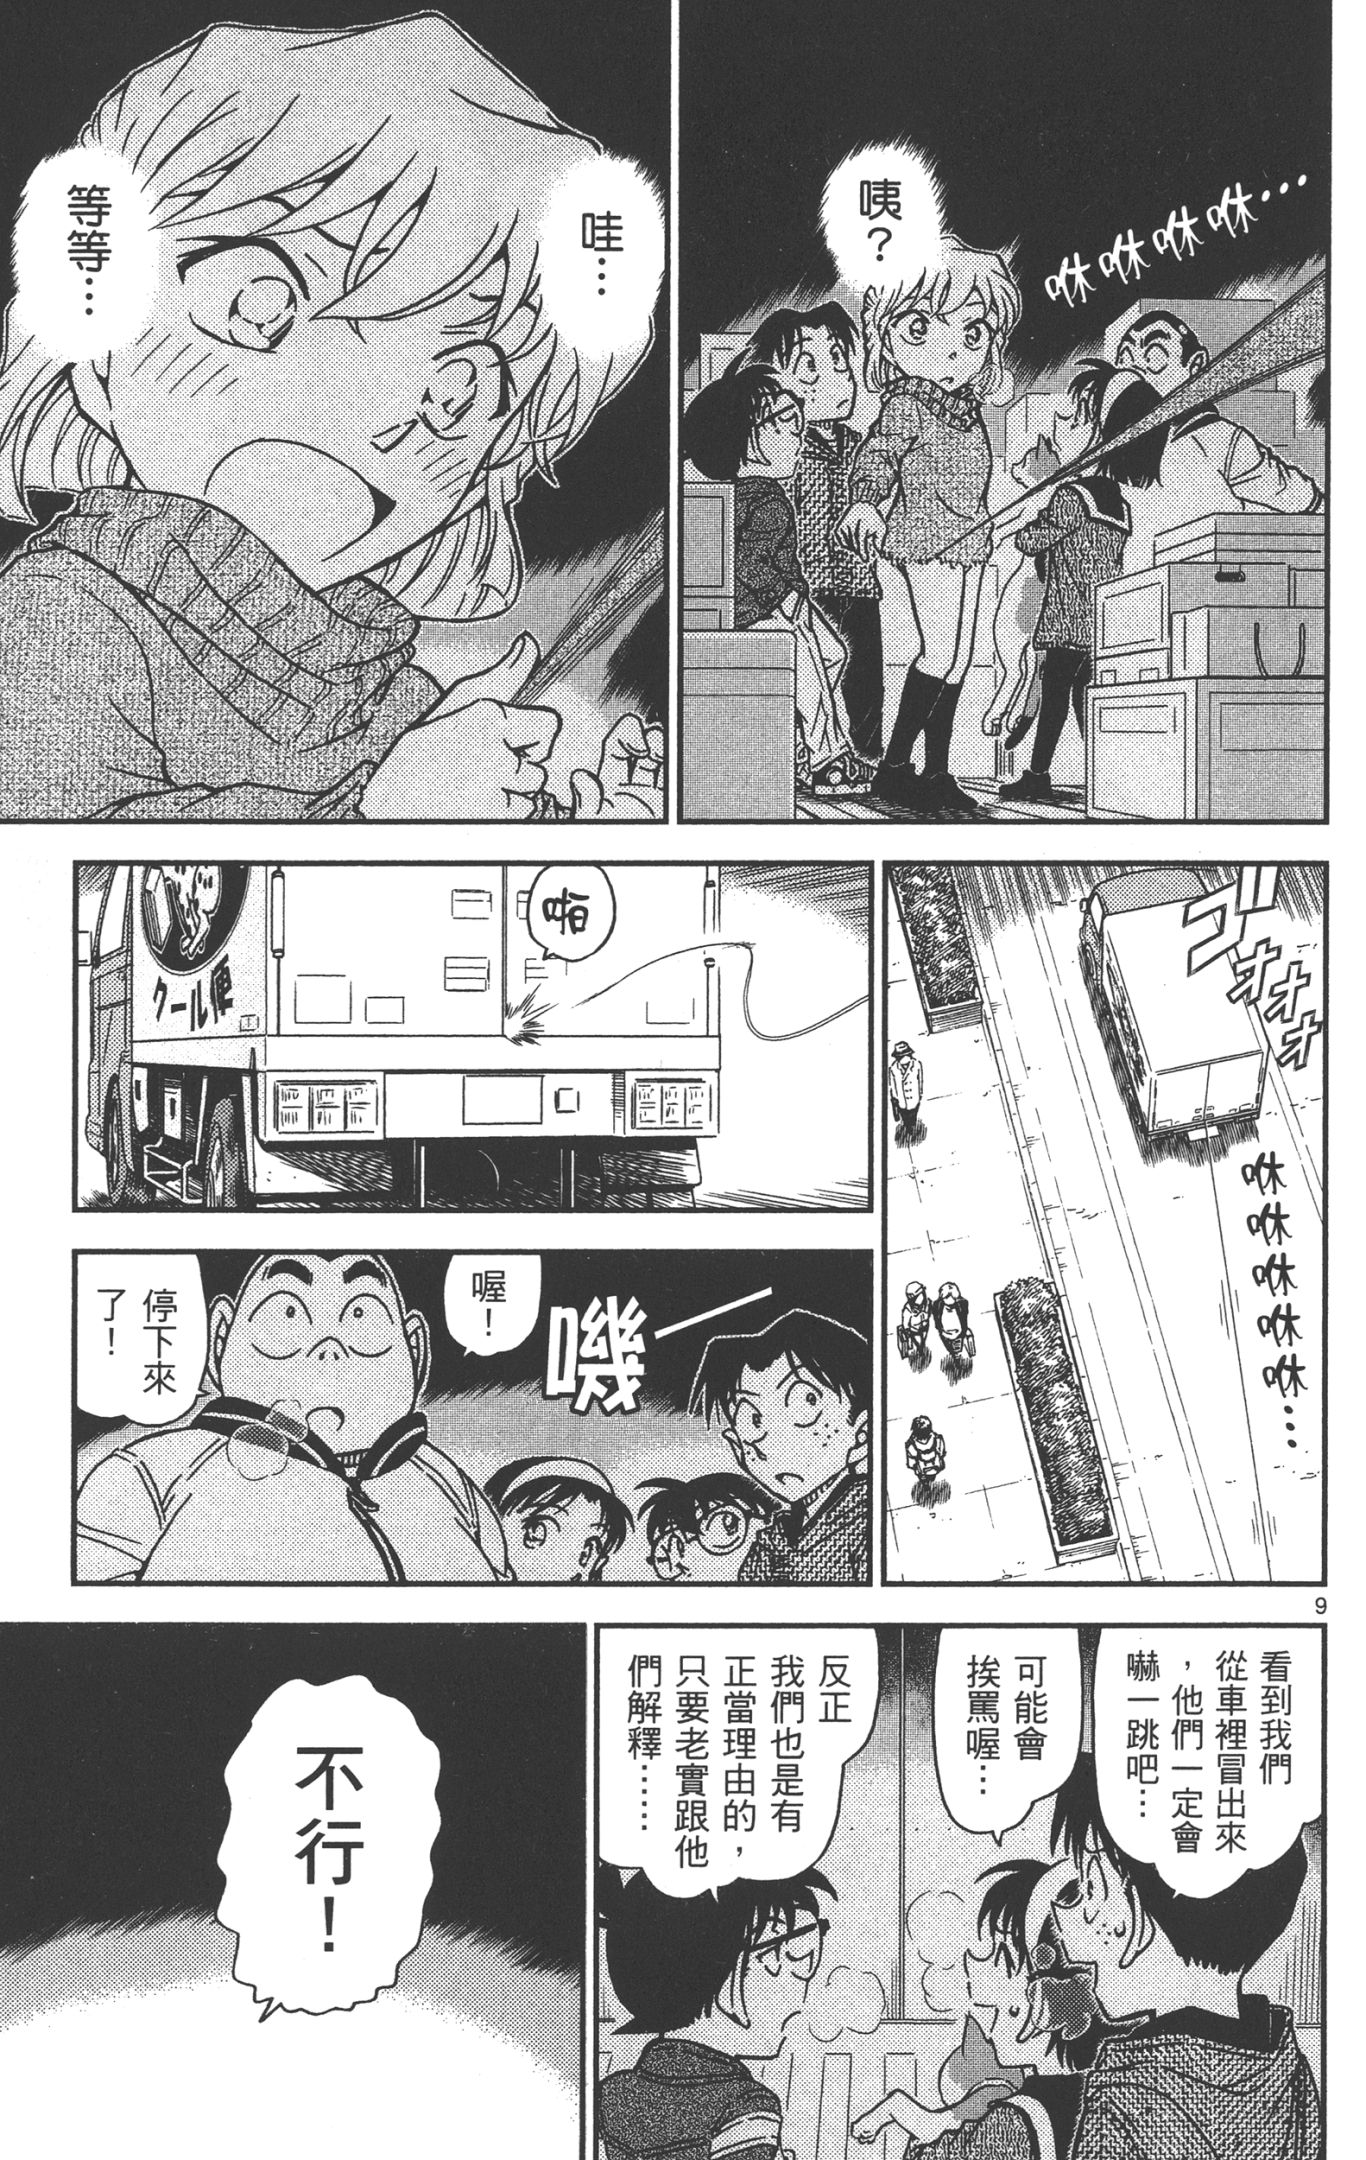 咻咻咻咻…
咦？
哇…
等等…
ゴオオオオ
咻咻咻咻咻…
啪
クール便
嘰—
喔！
停下來
了！
9
看到我們
從車裡冒出來
，他們一定會
嚇一跳吧…
可能會
挨罵喔…
反正
我們也是有
正當理由的，
只要老實跟他
們解釋……
不行！